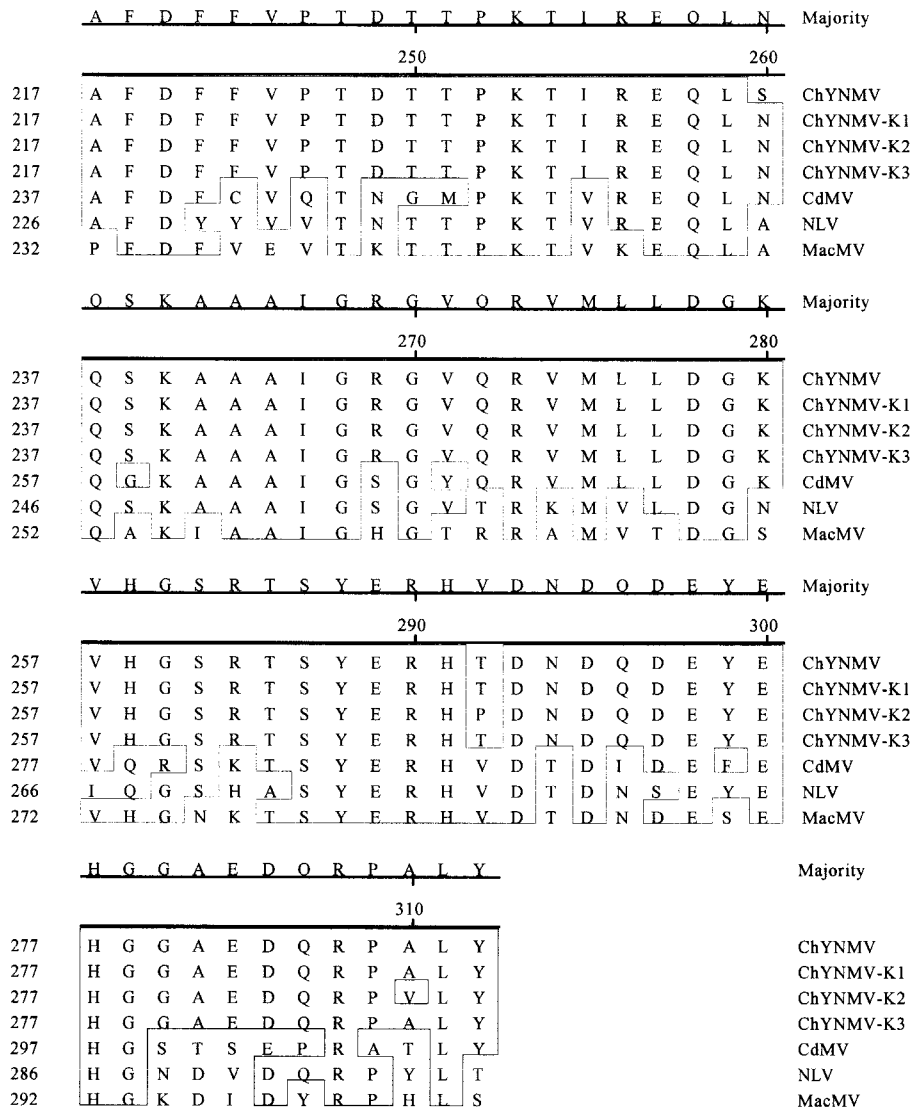 A F D F F V P T D T T P K T I R E Q L N Majority
250 260
217 A F D F F V P T D T T P K T I R E Q L S ChYNMV
217 A F D F F V P T D T T P K T I R E Q L N ChYNMV-K1
217 A F D F F V P T D T T P K T I R E Q L N ChYNMV-K2
217 A F D F F V P T D T T P K T I R E Q L N ChYNMV-K3
237 A F D F C V Q T N G M P K T V R E Q L N CdMV
226 A F D Y Y V V T N T T P K T V R E Q L A NLV
232 P F D F V E V T K T T P K T V K E Q L A MacMV
Q S K A A A I G R G V Q R V M L L D G K Majority
270 280
237 Q S K A A A I G R G V Q R V M L L D G K ChYNMV
237 Q S K A A A I G R G V Q R V M L L D G K ChYNMV-K1
237 Q S K A A A I G R G V Q R V M L L D G K ChYNMV-K2
237 Q S K A A A I G R G V Q R V M L L D G K ChYNMV-K3
257 Q G K A A A I G S G Y Q R V M L L D G K CdMV
246 Q S K A A A I G S G V T R K M V L D G N NLV
252 Q A K I A A I G H G T R R A M V T D G S MacMV
V H G S R T S Y E R H V D N D Q D E Y E Majority
290 300
257 V H G S R T S Y E R H T D N D Q D E Y E ChYNMV
257 V H G S R T S Y E R H T D N D Q D E Y E ChYNMV-K1
257 V H G S R T S Y E R H P D N D Q D E Y E ChYNMV-K2
257 V H G S R T S Y E R H T D N D Q D E Y E ChYNMV-K3
277 V Q R S K T S Y E R H V D T D I D E F E CdMV
266 I Q G S H A S Y E R H V D T D N S E Y E NLV
272 V H G N K T S Y E R H V D T D N D E S E MacMV
H G G A E D Q R P A L Y Majority
310
277 H G G A E D Q R P A L Y ChYNMV
277 H G G A E D Q R P A L Y ChYNMV-K1
277 H G G A E D Q R P V L Y ChYNMV-K2
277 H G G A E D Q R P A L Y ChYNMV-K3
297 H G S T S E P R A T L Y CdMV
286 H G N D V D Q R P Y L T NLV
292 H G K D I D Y R P H L S MacMV